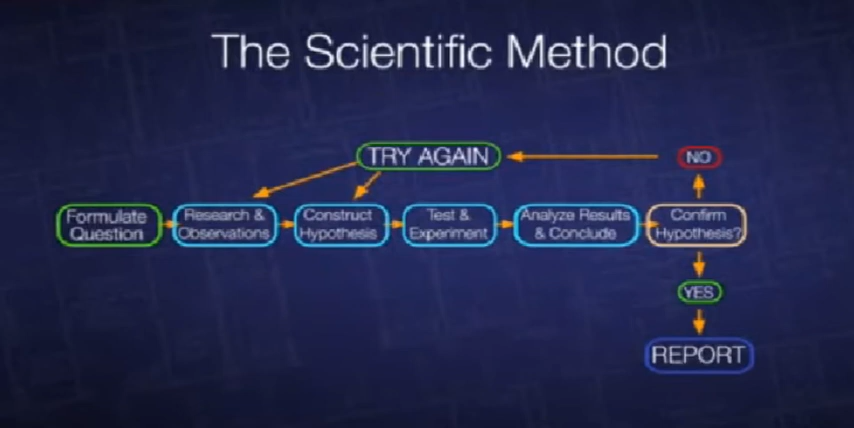 The Scientific Method
TRY AGAIN
NO
Formulate
Question
Research &
Observations
Construct
Hypothesis
Test &
Experiment
Analyze Results
& Conclude
Confirm
Hypothesis?
YES
REPORT